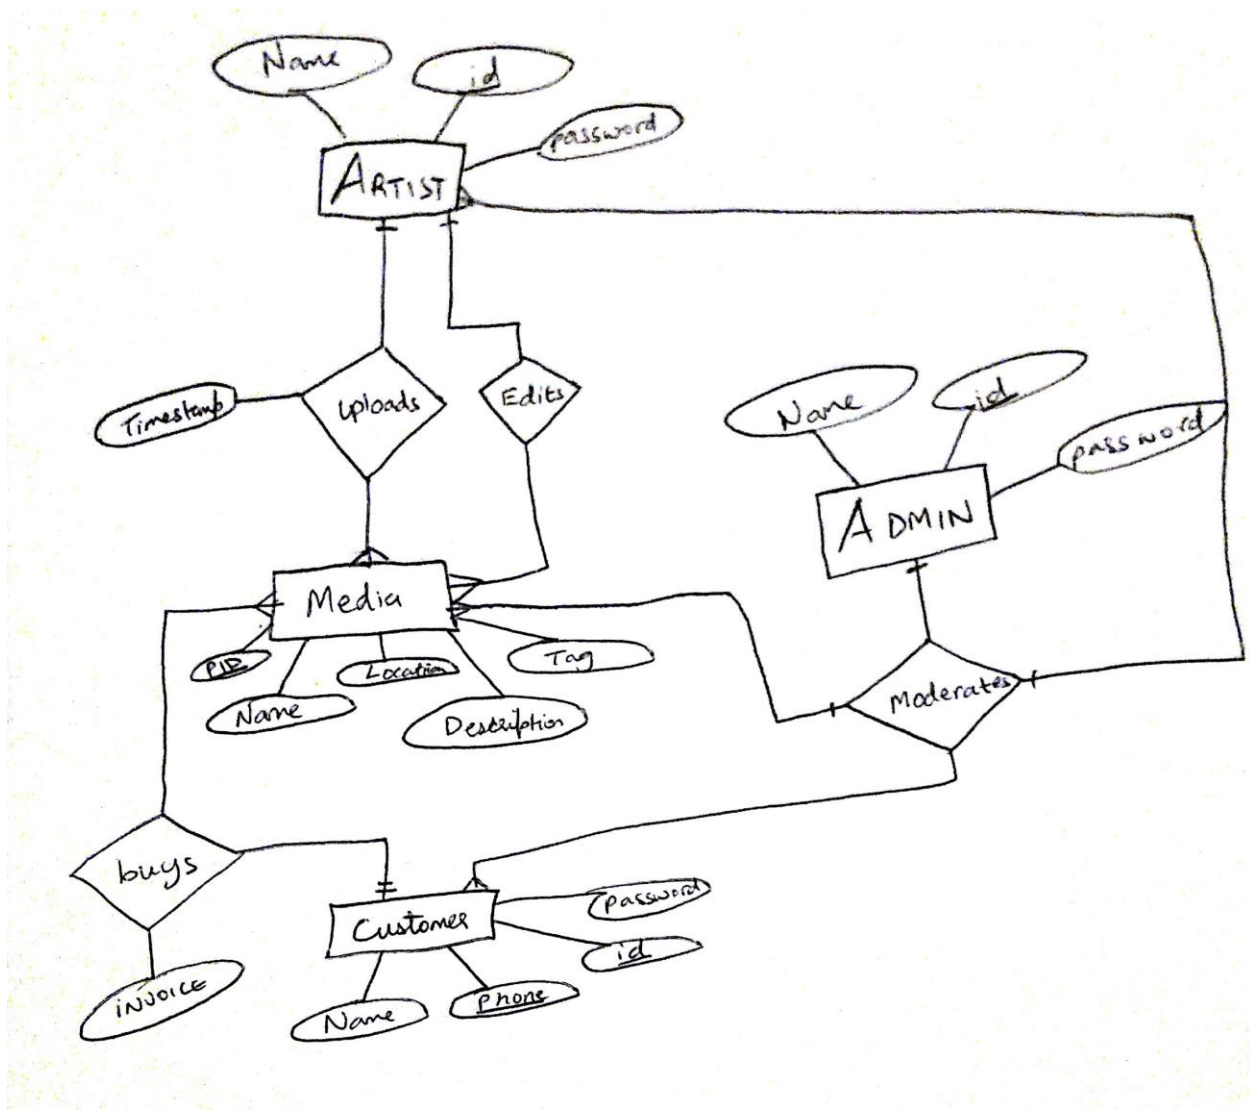 Name
id
password
ARTIST
Timestamp
uploads
Edits
Name
id
password
ADMIN
Media
PID
Name
Location
Tag
Description
Moderates
buys
INVOICE
Customer
password
id
phone
Name